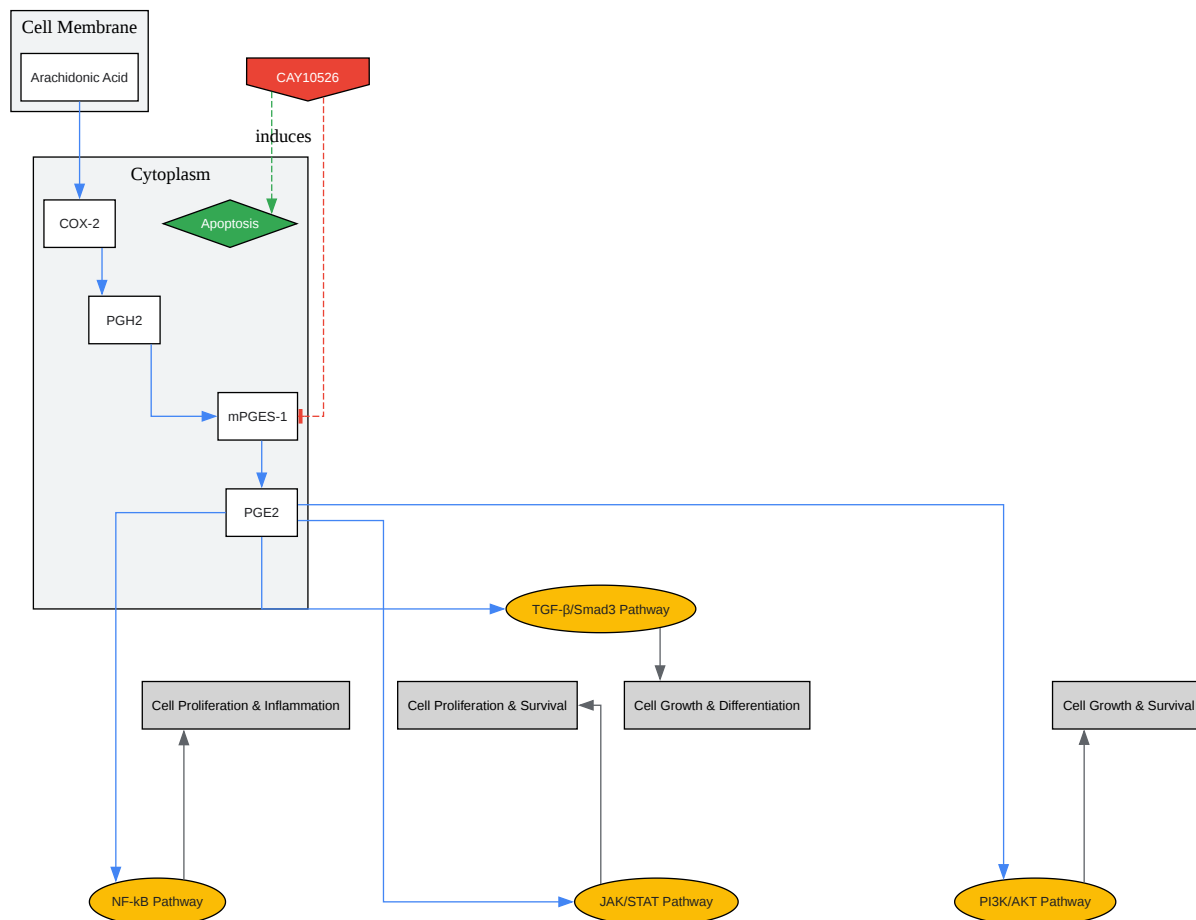 Cell Membrane
Arachidonic Acid
CAY10526
induces
Cytoplasm
COX-2
Apoptosis
PGH2
mPGES-1
PGE2
TGF-β/Smad3 Pathway
Cell Proliferation & Inflammation
Cell Proliferation & Survival
Cell Growth & Differentiation
Cell Growth & Survival
NF-kB Pathway
JAK/STAT Pathway
PI3K/AKT Pathway